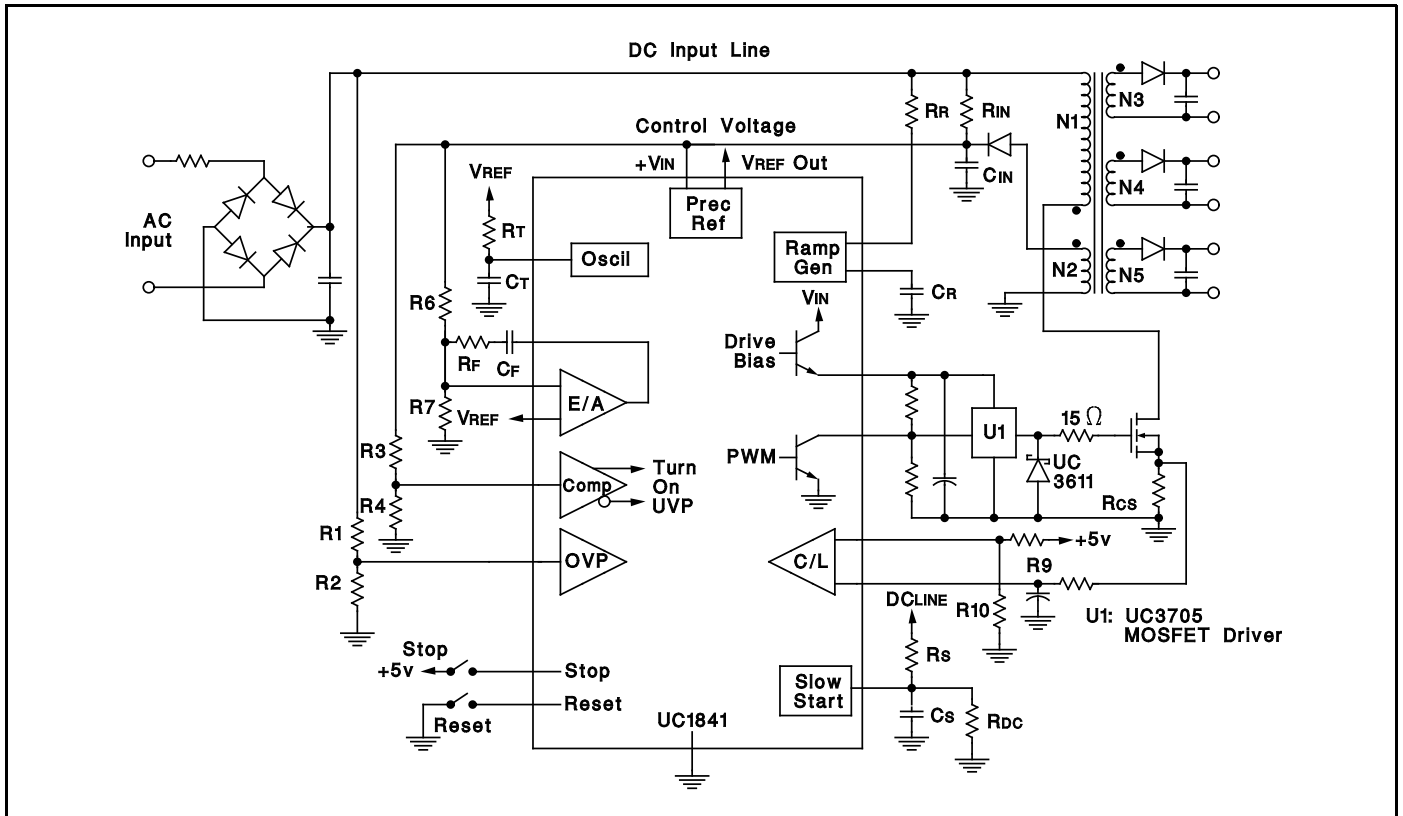 DC Input Line
N3
RR
RIN
N1
Control Voltage
+VIN
VREF Out
CIN
VREF
N4
Prec
Ref
AC
Input
RT
Oscil
Ramp
Gen
N2
N5
CT
CR
R6
VIN
Drive
Bias
RF
CF
E/A
R7
VREF
U1
15 Ω
PWM
UC
3611
R3
Turn
On
UVP
Comp
RCS
R4
R1
OVP
C/L
+5v
R9
R2
DCLINE
R10
U1: UC3705
MOSFET Driver
Stop
+5v
Stop
RS
Slow
Start
Reset
Reset
UC1841
CS
RDC